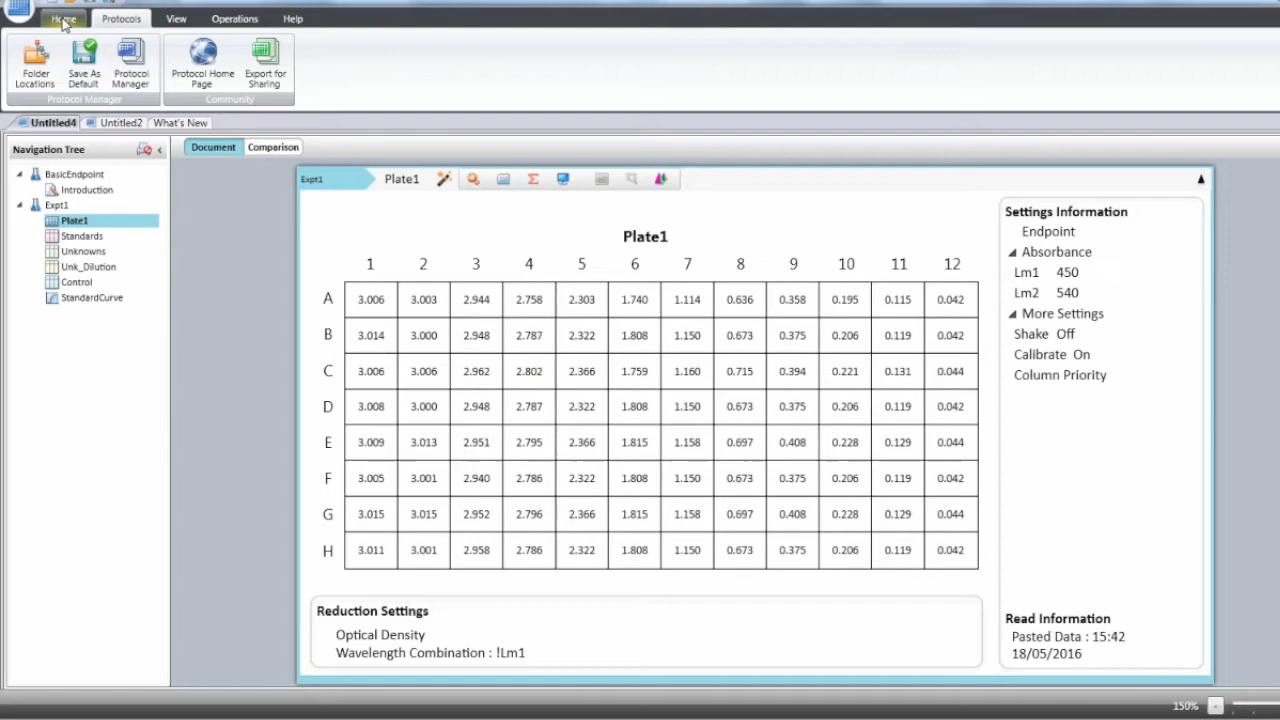 Home Protocols View Operations Help
Folder Locations Save As Default Protocol Manager Protocol Home Page Export for Sharing
Protocol Manager Community
Untitled4 Untitled2 What's New
Navigation Tree
BasicEndpoint
Introduction
Expt1
Plate1
Standards
Unknowns
Unk_Dilution
Control
StandardCurve
Document Comparison
Expt1 Plate1
Plate1
1 2 3 4 5 6 7 8 9 10 11 12
A 3.006 3.003 2.944 2.758 2.303 1.740 1.114 0.636 0.358 0.195 0.115 0.042
B 3.014 3.000 2.948 2.787 2.322 1.808 1.150 0.673 0.375 0.206 0.119 0.042
C 3.006 3.006 2.962 2.802 2.366 1.759 1.160 0.715 0.394 0.221 0.131 0.044
D 3.008 3.000 2.948 2.787 2.322 1.808 1.150 0.673 0.375 0.206 0.119 0.042
E 3.009 3.013 2.951 2.795 2.366 1.815 1.158 0.697 0.408 0.228 0.129 0.044
F 3.005 3.001 2.940 2.786 2.322 1.808 1.150 0.673 0.375 0.206 0.119 0.042
G 3.015 3.015 2.952 2.796 2.366 1.815 1.158 0.697 0.408 0.228 0.129 0.044
H 3.011 3.001 2.958 2.786 2.322 1.808 1.150 0.673 0.375 0.206 0.119 0.042
Reduction Settings
Optical Density
Wavelength Combination : !Lm1
Settings Information
Endpoint
Absorbance
Lm1 450
Lm2 540
More Settings
Shake Off
Calibrate On
Column Priority
Read Information
Pasted Data : 15:42
18/05/2016
150%